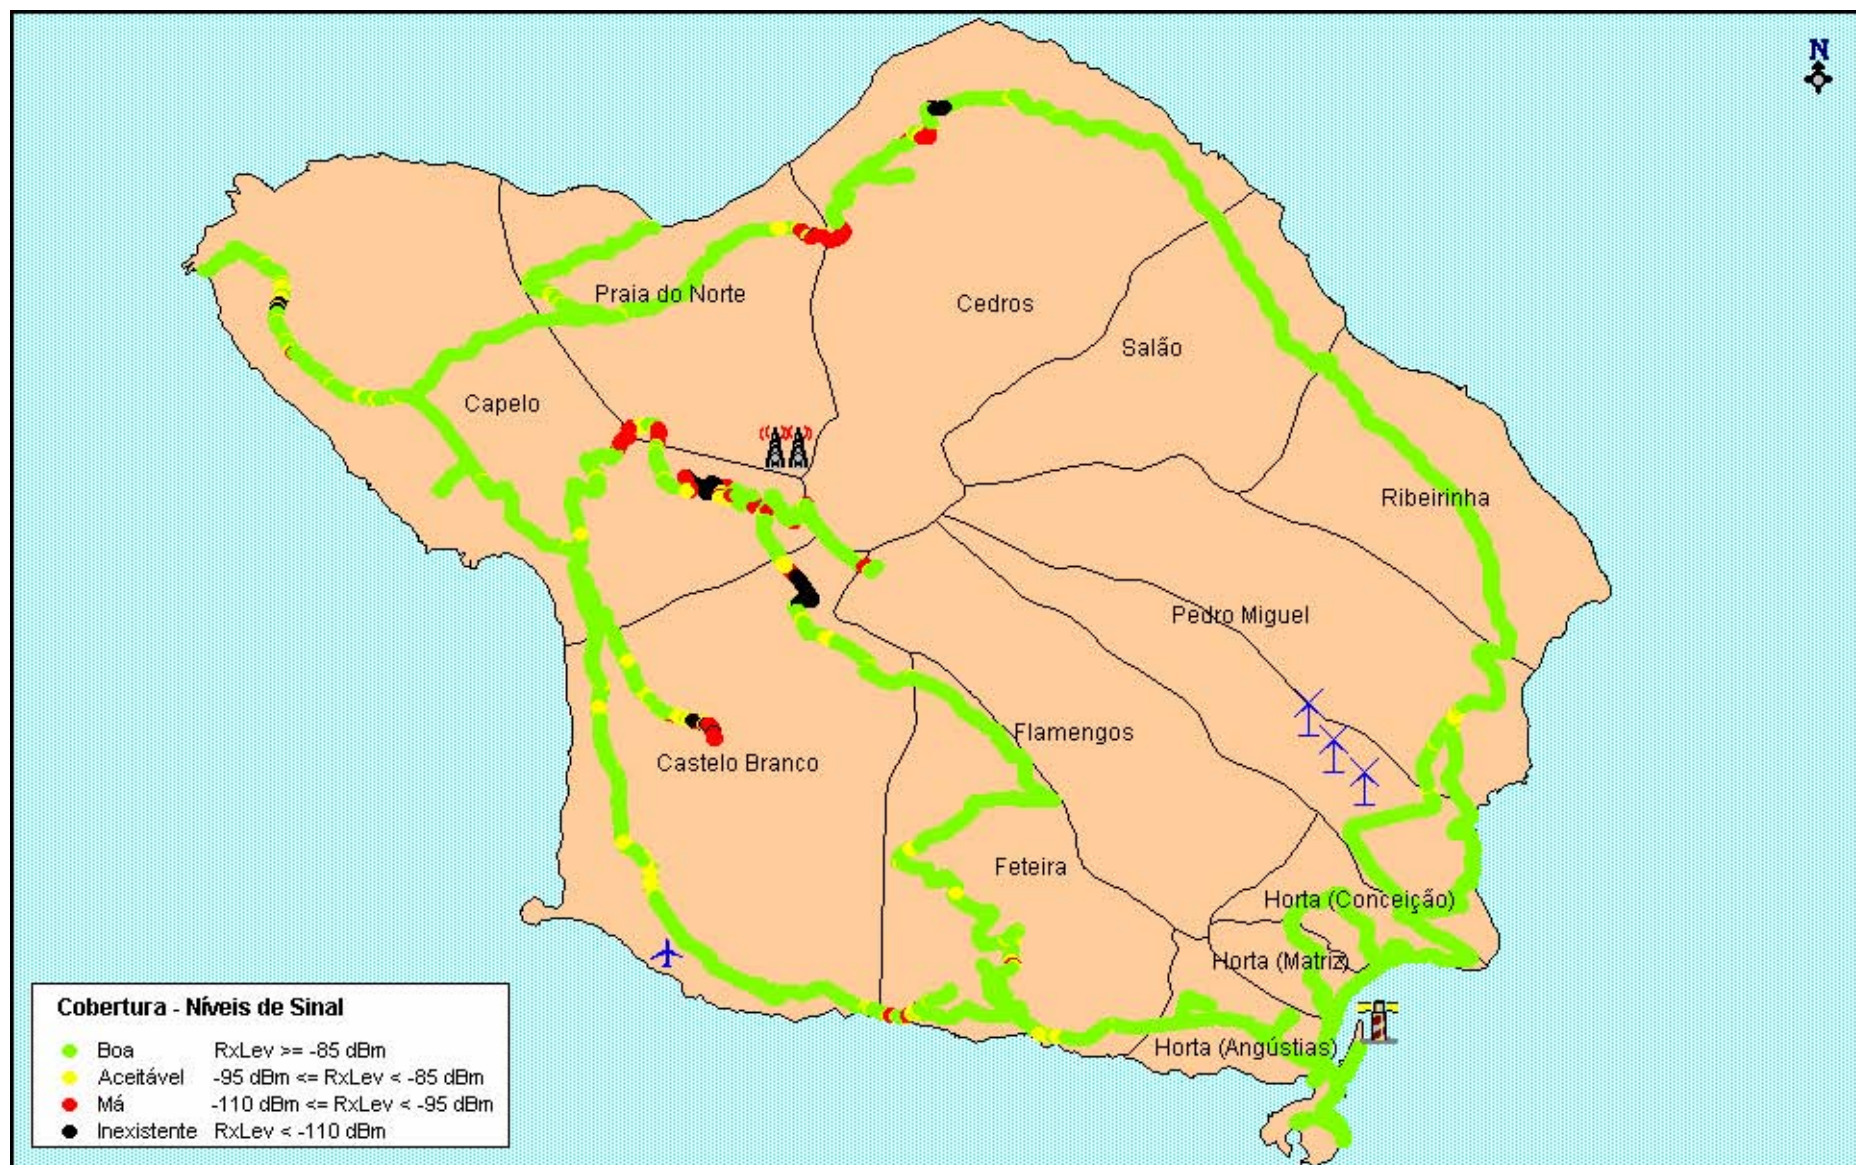 N
Praia do Norte
Cedros
Salão
Capelo
Ribeirinha
Pedro Miguel
Flamengos
Castelo Branco
Feteira
Horta (Conceição)
Horta (Matriz)
Horta (Angústias)
Cobertura - Níveis de Sinal
Boa RxLev >= -85 dBm
Aceitável -95 dBm <= RxLev < -85 dBm
Má -110 dBm <= RxLev < -95 dBm
Inexistente RxLev < -110 dBm